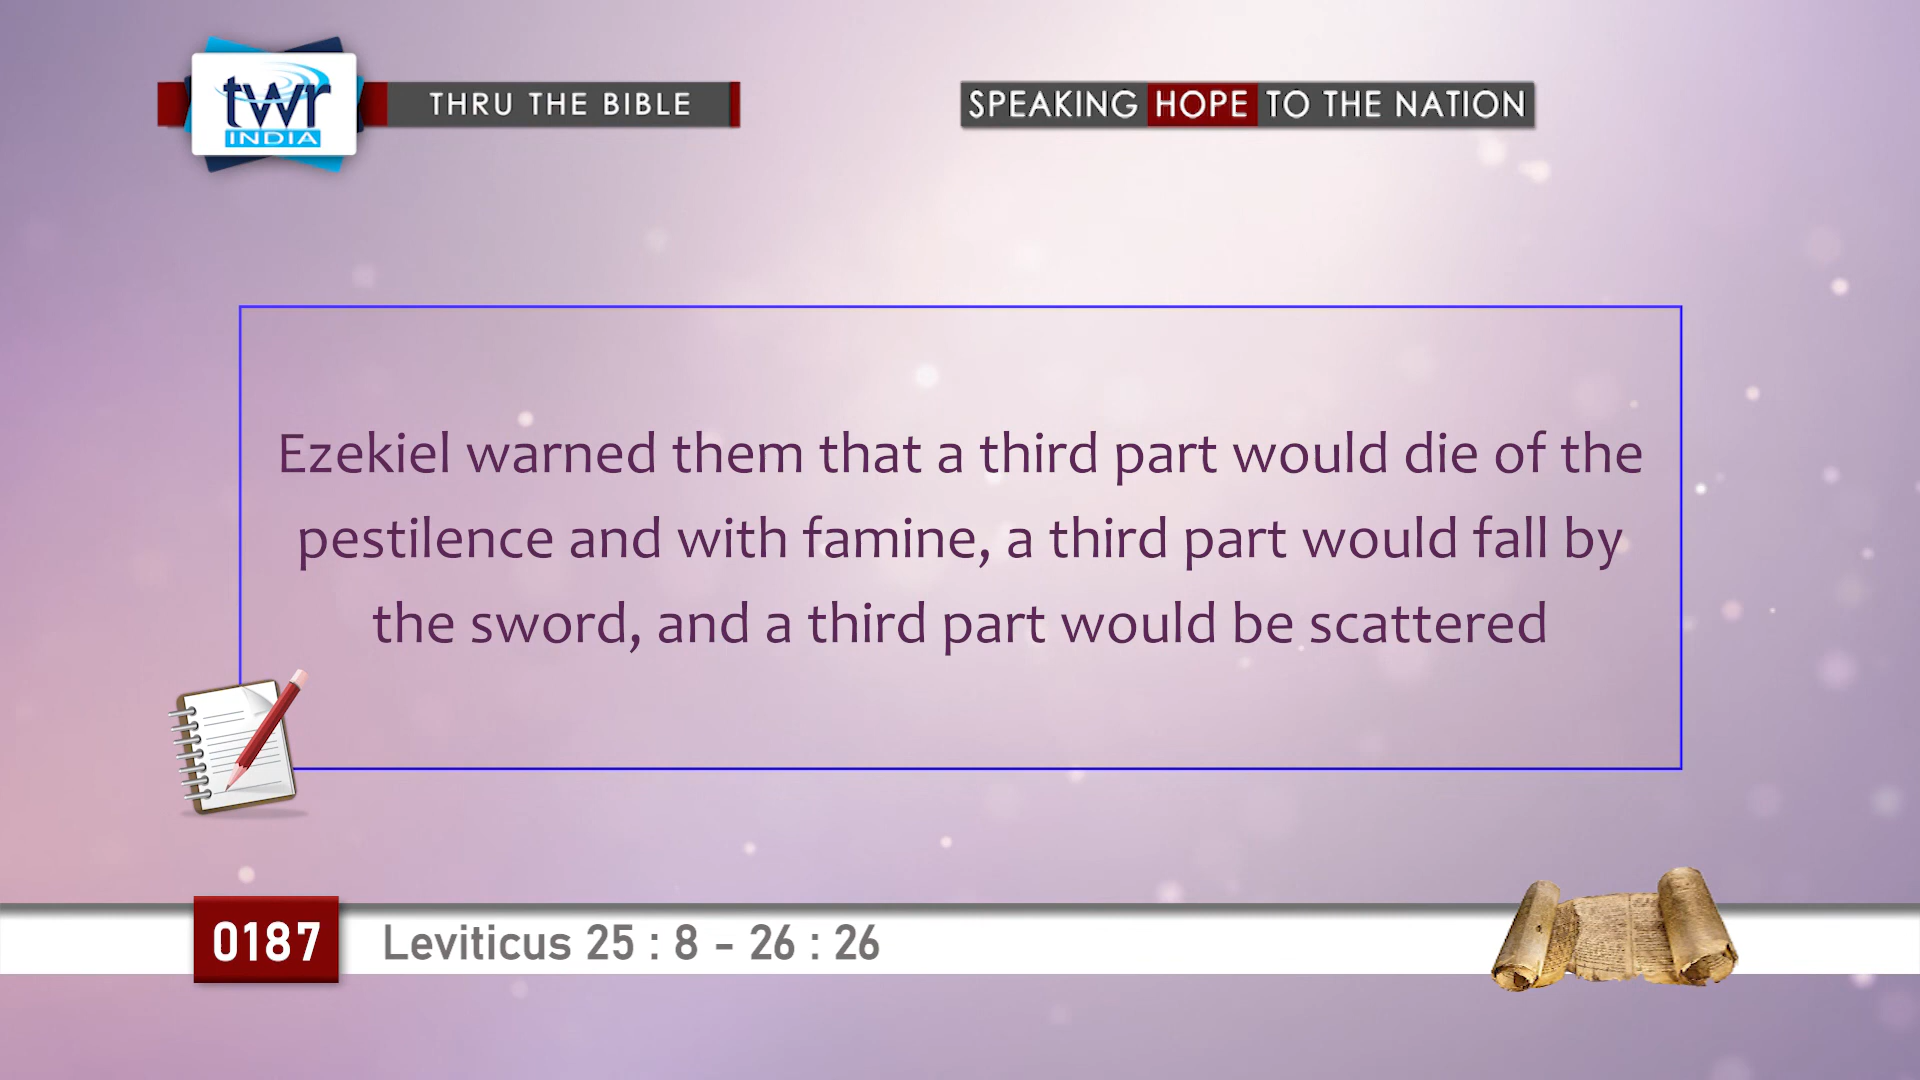 twr
INDIA
THRU THE BIBLE
SPEAKING HOPE TO THE NATION
Ezekiel warned them that a third part would die of the
pestilence and with famine, a third part would fall by
the sword, and a third part would be scattered
0187
Leviticus 25 : 8 - 26 : 26